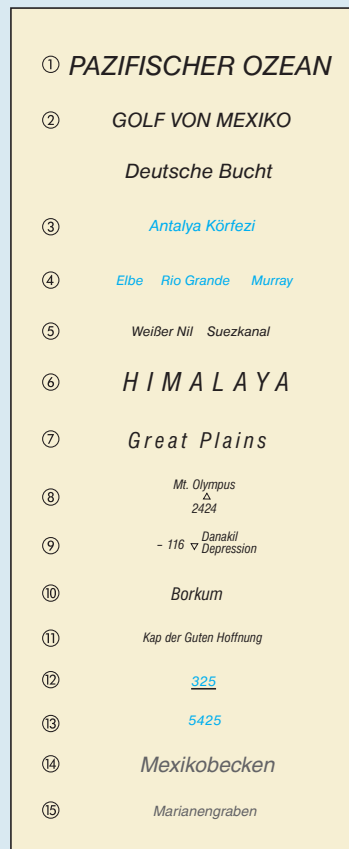 ① PAZIFISCHER OZEAN
② GOLF VON MEXIKO
Deutsche Bucht
③ Antalya Körfezi
④ Elbe Rio Grande Murray
⑤ Weißer Nil Suezkanal
⑥ HIMALAYA
⑦ Great Plains
⑧ Mt. Olympus
2424
⑨ – 116 Danakil
Depression
⑩ Borkum
⑪ Kap der Guten Hoffnung
⑫ 325
⑬ 5425
⑭ Mexikobecken
⑮ Marianengraben